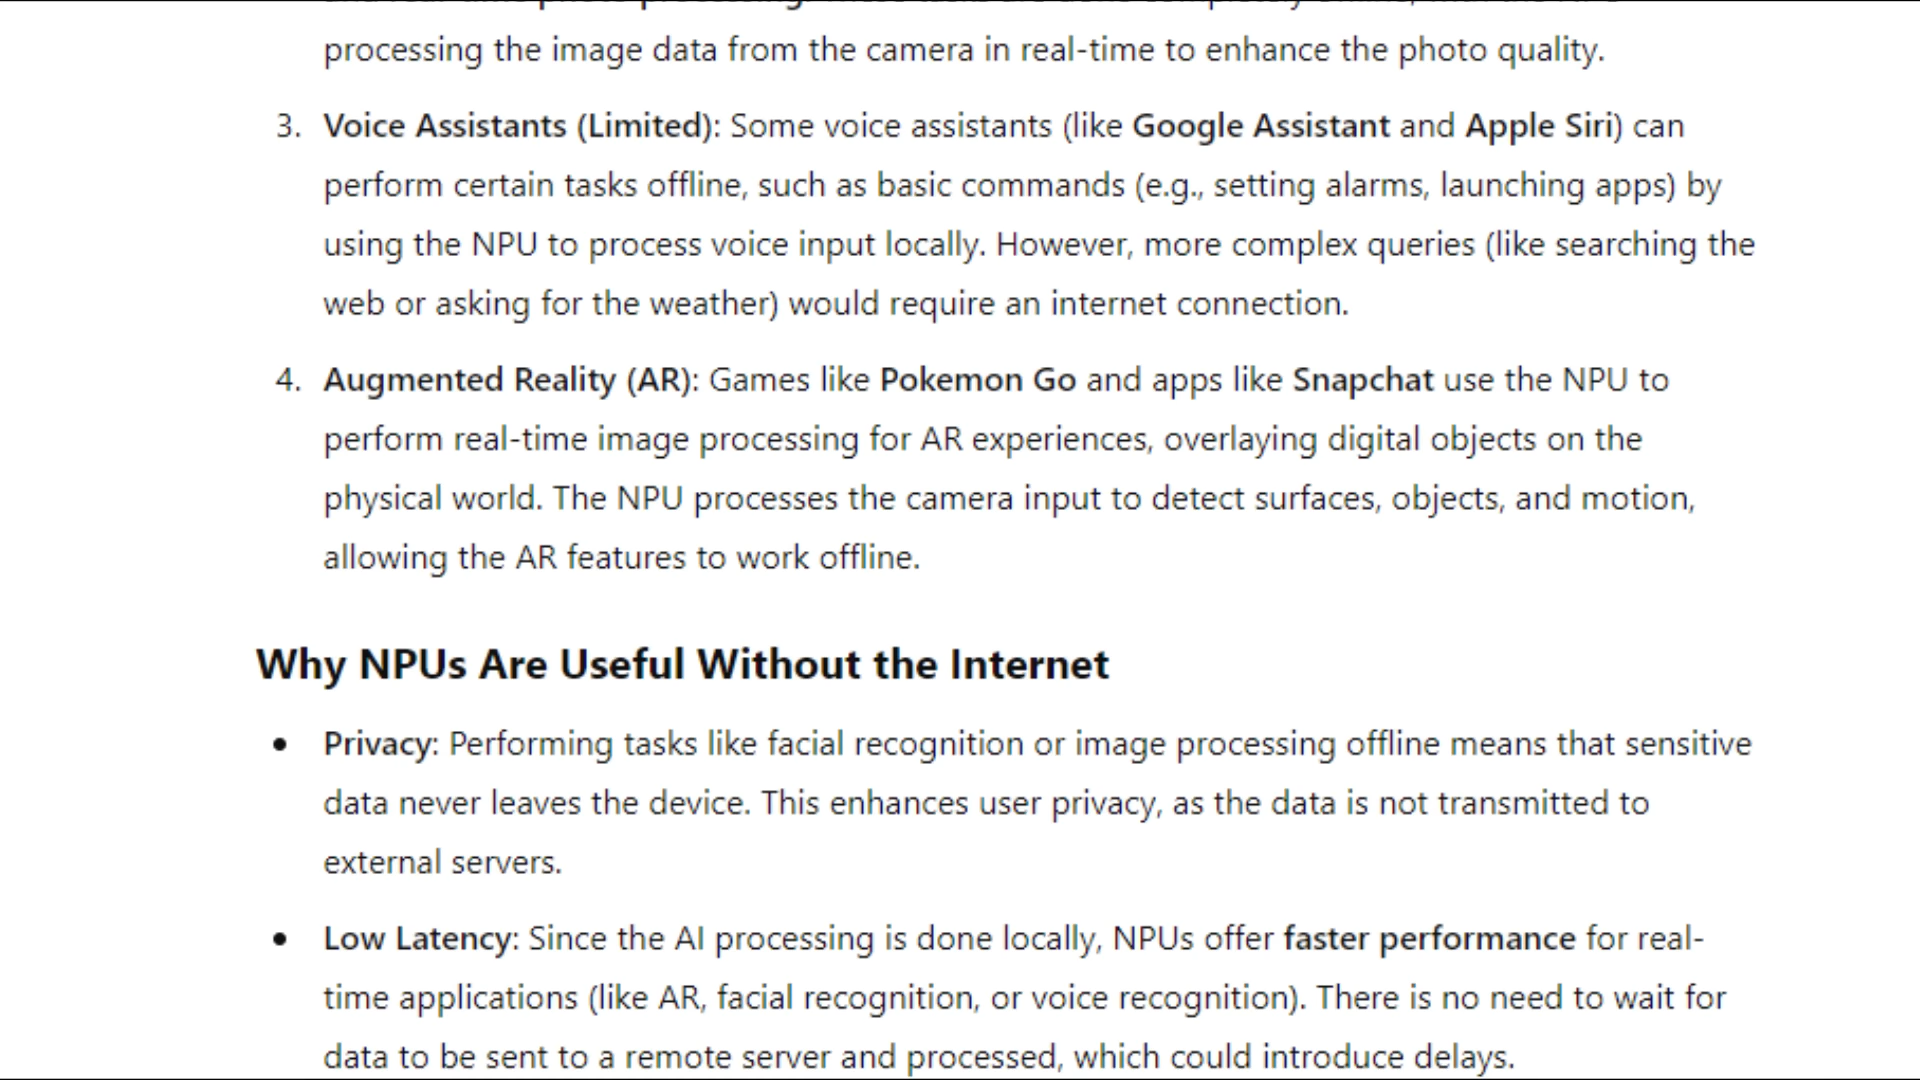 processing the image data from the camera in real-time to enhance the photo quality.
3. Voice Assistants (Limited): Some voice assistants (like Google Assistant and Apple Siri) can
perform certain tasks offline, such as basic commands (e.g., setting alarms, launching apps) by
using the NPU to process voice input locally. However, more complex queries (like searching the
web or asking for the weather) would require an internet connection.
4. Augmented Reality (AR): Games like Pokemon Go and apps like Snapchat use the NPU to
perform real-time image processing for AR experiences, overlaying digital objects on the
physical world. The NPU processes the camera input to detect surfaces, objects, and motion,
allowing the AR features to work offline.
Why NPUs Are Useful Without the Internet
• Privacy: Performing tasks like facial recognition or image processing offline means that sensitive
data never leaves the device. This enhances user privacy, as the data is not transmitted to
external servers.
• Low Latency: Since the AI processing is done locally, NPUs offer faster performance for real-
time applications (like AR, facial recognition, or voice recognition). There is no need to wait for
data to be sent to a remote server and processed, which could introduce delays.